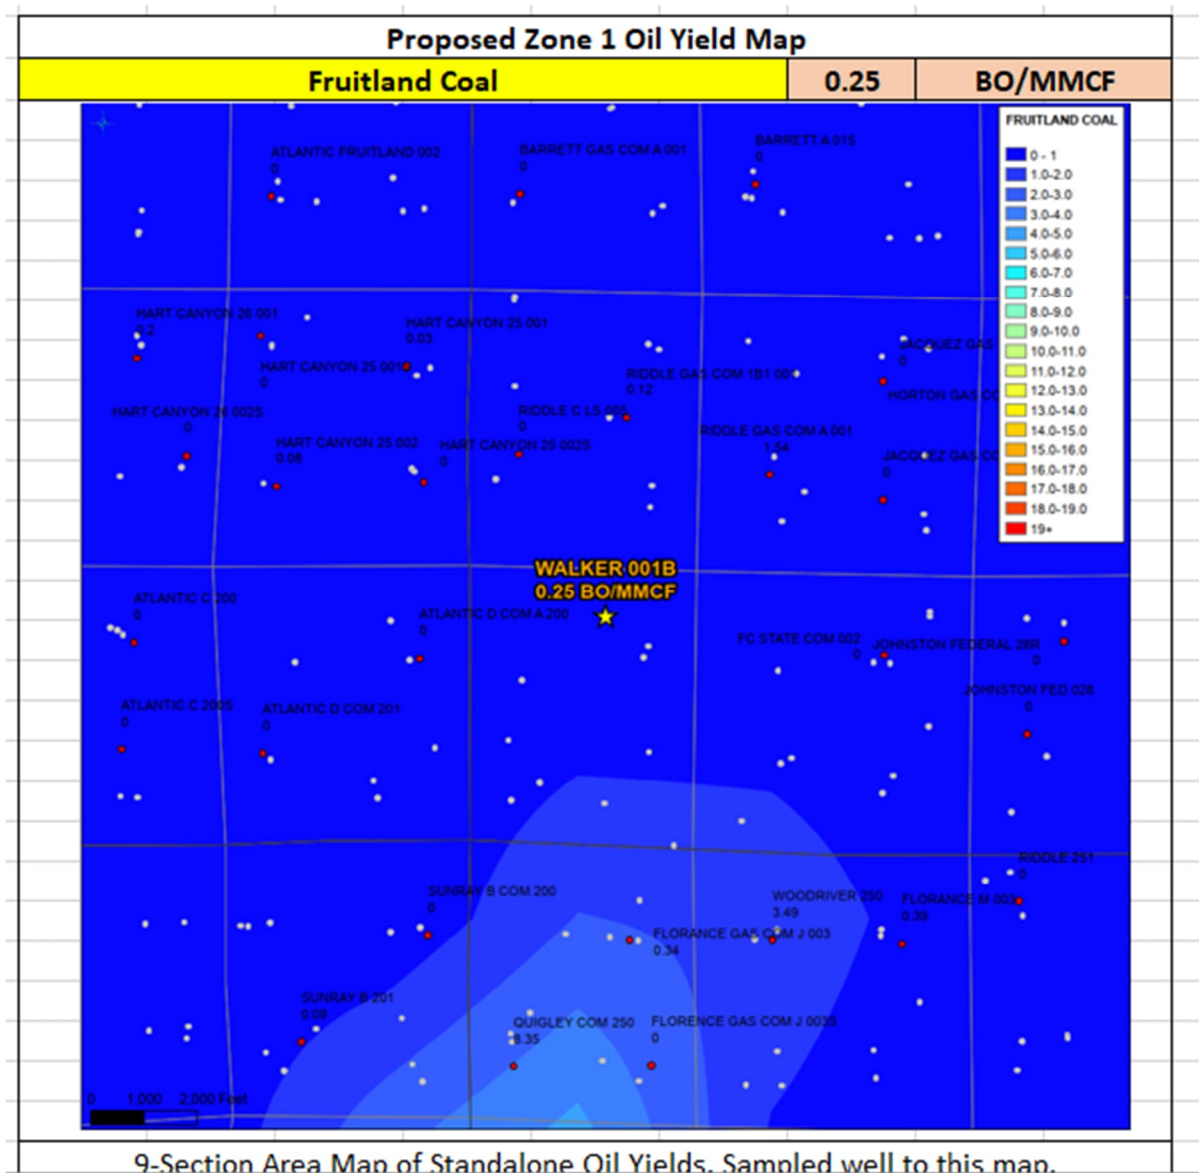 Proposed Zone 1 Oil Yield Map
Fruitland Coal 0.25 BO/MMCF
FRUITLAND COAL
0 - 1
1.0-2.0
2.0-3.0
3.0-4.0
4.0-5.0
5.0-6.0
6.0-7.0
7.0-8.0
8.0-9.0
9.0-10.0
10.0-11.0
11.0-12.0
12.0-13.0
13.0-14.0
14.0-15.0
15.0-16.0
16.0-17.0
17.0-18.0
18.0-19.0
19+
ATLANTIC FRUITLAND 002
0
BARRETT GAS COM A 001
0
BARRETT A 015
0
HART CANYON 26 001
0.2
HART CANYON 25 001
0.03
JACQUEZ GAS
0
HART CANYON 25 001S
0
RIDDLE GAS COM 1B1
0.12
HORTON GAS CO
HART CANYON 26 002S
0
RIDDLE C LS 00S
0
HART CANYON 25 002
0.08
HART CANYON 25 002S
0
RIDDLE GAS COM A 001
1.54
JACQUEZ GAS CO
0
WALKER 001B
0.25 BO/MMCF
ATLANTIC C 200
0
ATLANTIC D COM A 200
0
FC STATE COM 002
0
JOHNSTON FEDERAL 28R
0
ATLANTIC C 200S
0
ATLANTIC D COM 201
0
JOHNSTON FED 028
0
RIDDLE 251
0
SUNRAY B COM 200
0
WOODRIVER 250
3.49
FLORANCE M 003
0.39
FLORANCE GAS COM J 003
0.34
SUNRAY B 201
0.09
QUIGLEY COM 250
.35
FLORENCE GAS COM J 003S
0
0 1,000 2,000 Feet
9-Section Area Map of Standalone Oil Yields. Sampled well to this map.